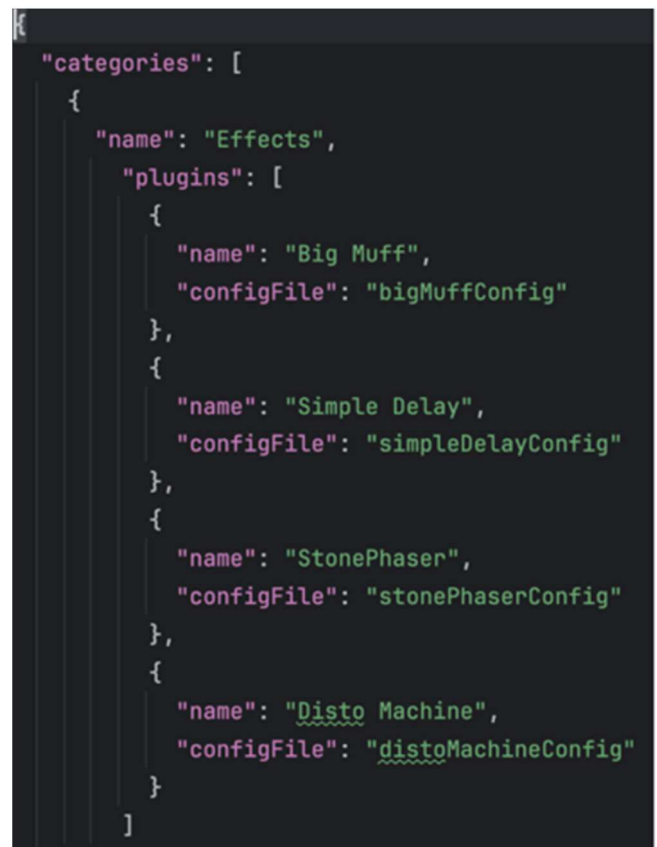 {
"categories": [
{
"name": "Effects",
"plugins": [
{
"name": "Big Muff",
"configFile": "bigMuffConfig"
},
{
"name": "Simple Delay",
"configFile": "simpleDelayConfig"
},
{
"name": "StonePhaser",
"configFile": "stonePhaserConfig"
},
{
"name": "Disto Machine",
"configFile": "distoMachineConfig"
}
]